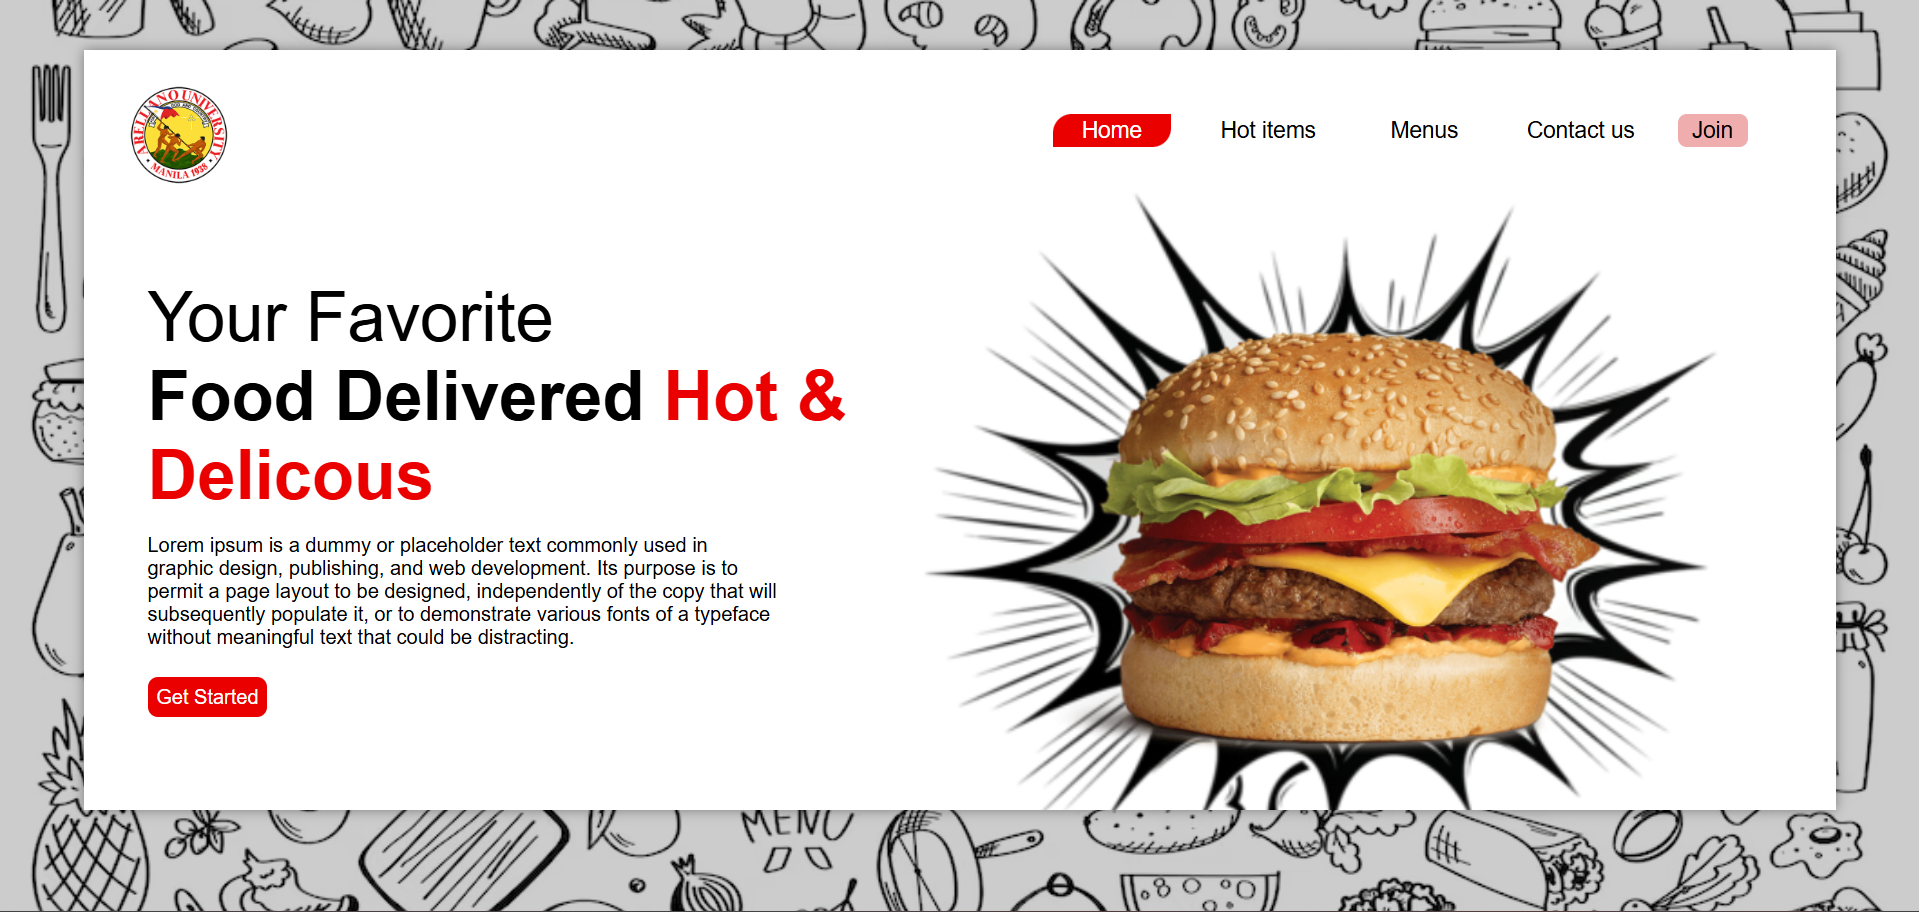 ARELLANO UNIVERSITY
MANILA 1938
Home
Hot items
Menus
Contact us
Join
Your Favorite
Food Delivered Hot &
Delicous
Lorem ipsum is a dummy or placeholder text commonly used in
graphic design, publishing, and web development. Its purpose is to
permit a page layout to be designed, independently of the copy that will
subsequently populate it, or to demonstrate various fonts of a typeface
without meaningful text that could be distracting.
Get Started
MENU